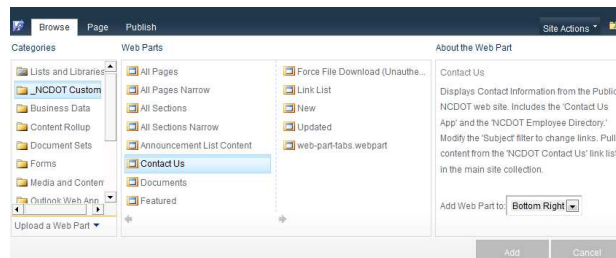 Browse
Page
Publish
Site Actions
Categories
Web Parts
About the Web Part
Lists and Libraries
_NCDOT Custom
Business Data
Content Rollup
Document Sets
Forms
Media and Conten
Outlook Web App
Upload a Web Part
All Pages
All Pages Narrow
All Sections
All Sections Narrow
Announcement List Content
Contact Us
Documents
Featured
Force File Download (Unauthe...
Link List
New
Updated
web-part-tabs.webpart
Contact Us
Displays Contact Information from the Public
NCDOT web site. Includes the 'Contact Us
App' and the 'NCDOT Employee Directory.'
Modify the 'Subject' filter to change links. Pull
content from the 'NCDOT Contact Us' link list
in the main site collection.
Add Web Part to: Bottom Right
Add
Cancel